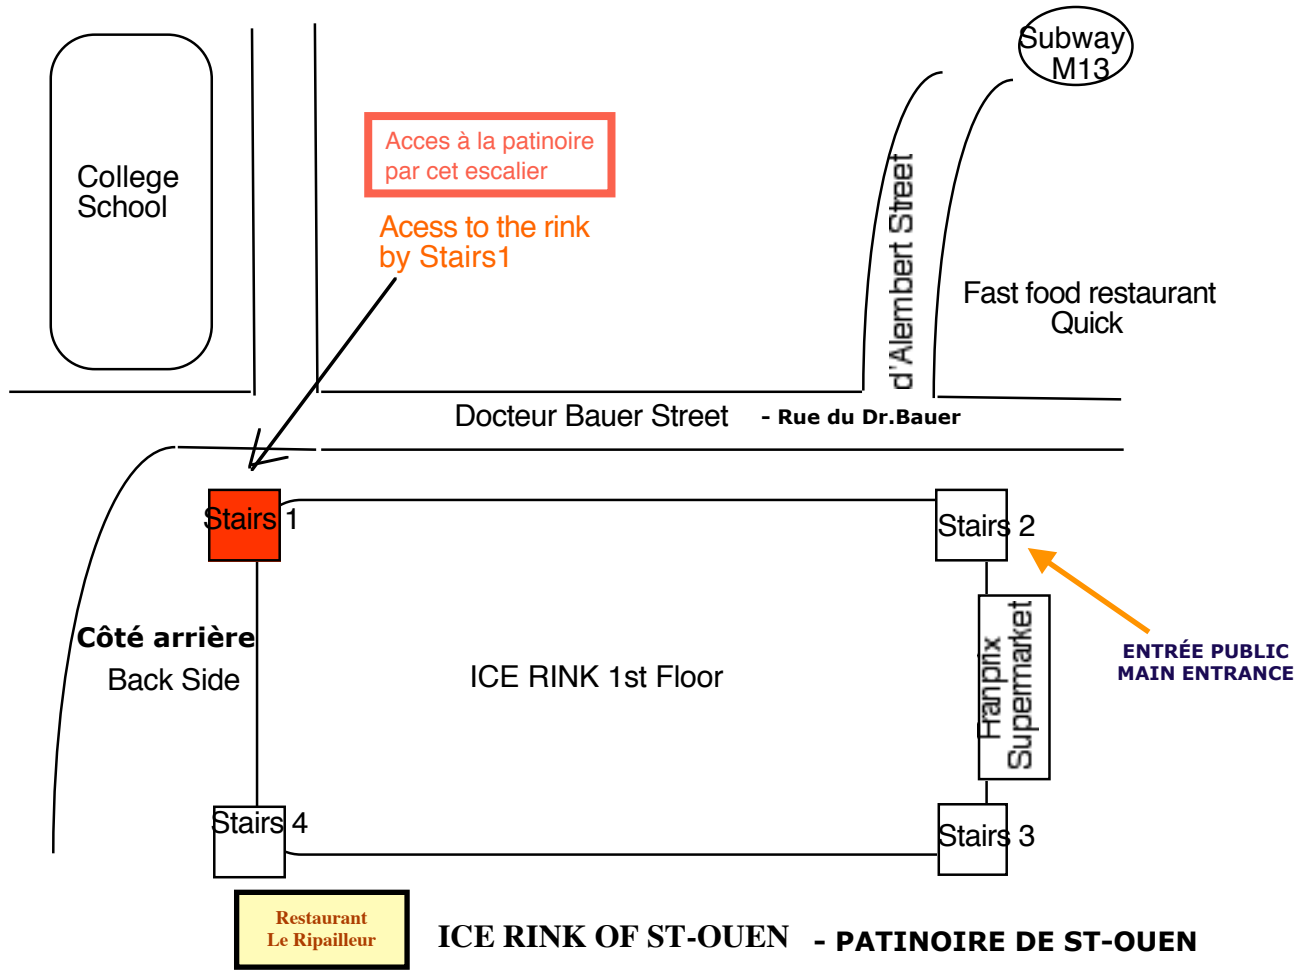 Subway
M13
Acces à la patinoire
par cet escalier
College
School
Acess to the rink
by Stairs1
d'Alembert Street
Fast food restaurant
Quick
Docteur Bauer Street - Rue du Dr.Bauer
Stairs 1
Stairs 2
Côté arrière
Back Side
ICE RINK 1st Floor
Franprix
Supermarket
ENTRÉE PUBLIC
MAIN ENTRANCE
Stairs 4
Stairs 3
Restaurant
Le Ripailleur
ICE RINK OF ST-OUEN - PATINOIRE DE ST-OUEN